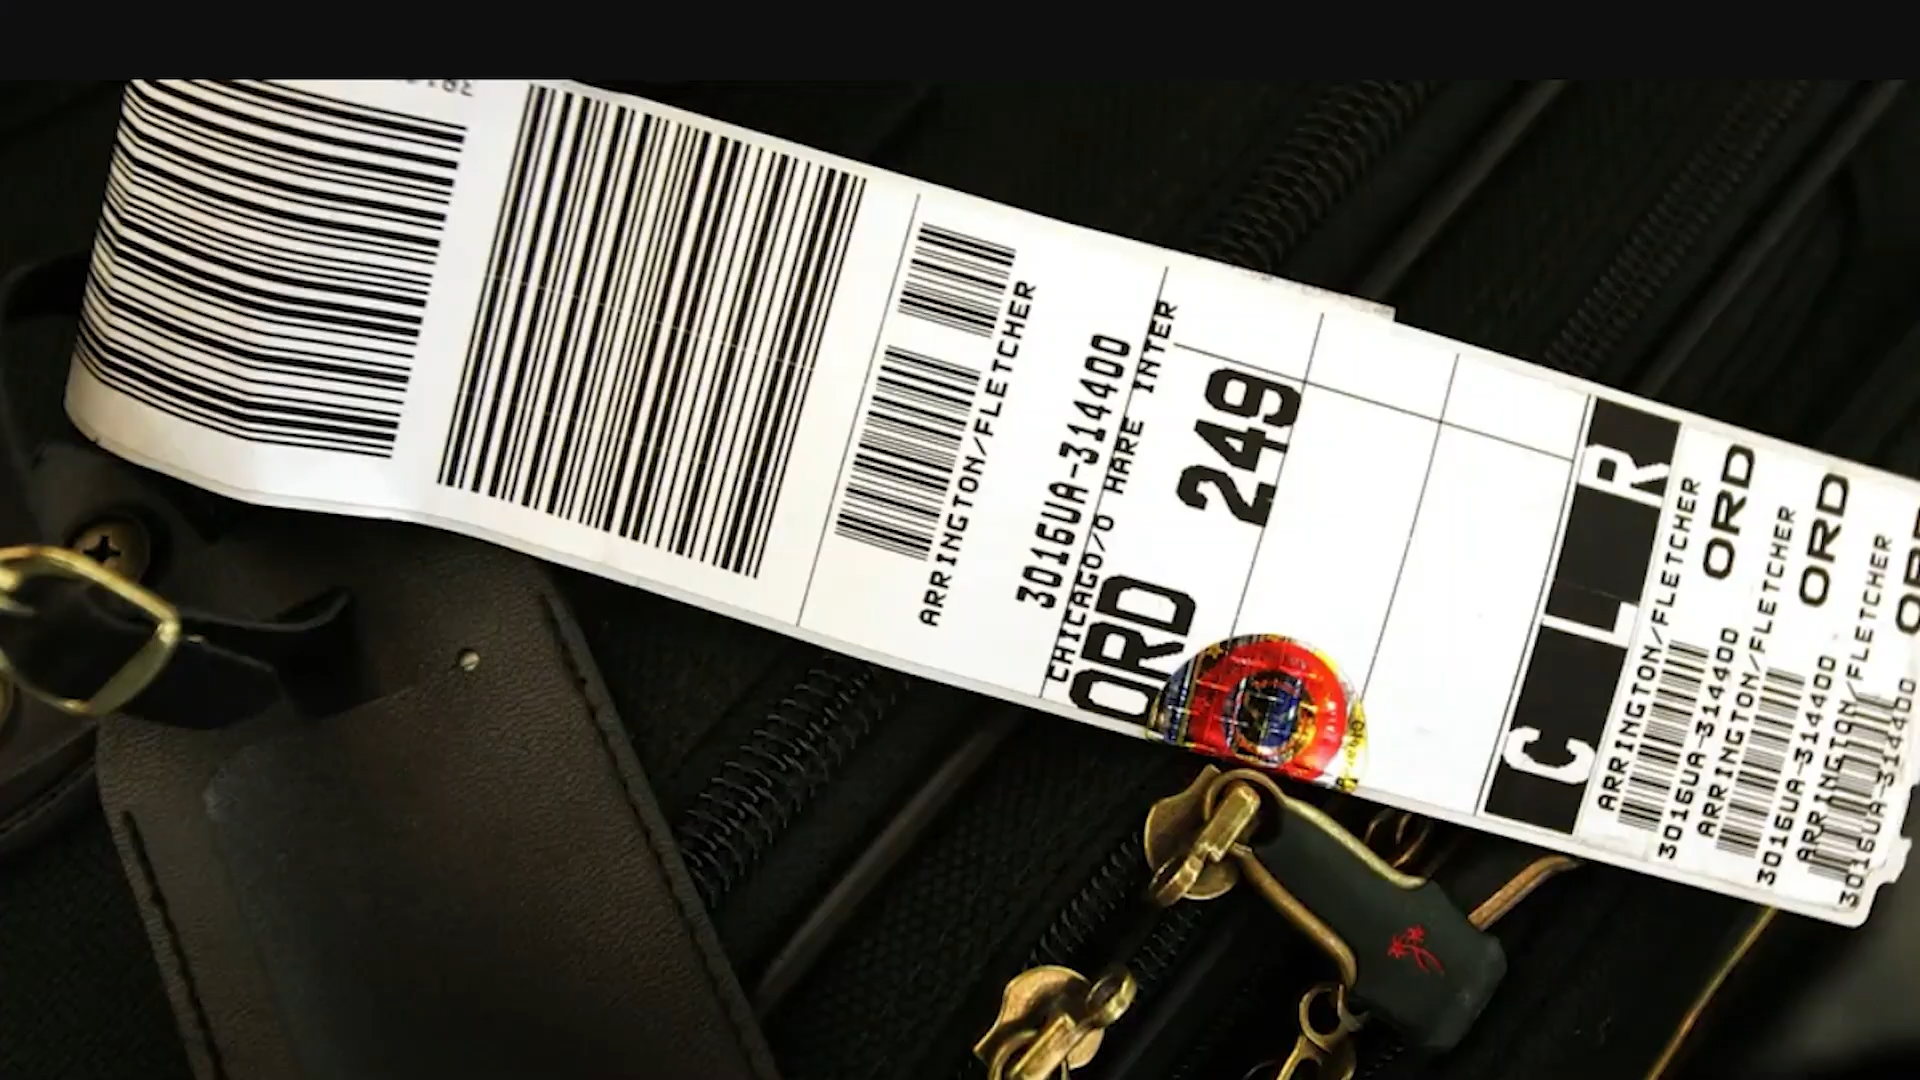 ARRINGTON/FLETCHER
3016UA-314400
CHICAGO/O HARE INTER
ORD 249
C L R
ARRINGTON/FLETCHER
ORD
3016UA-314400
ARRINGTON/FLETCHER
ORD
3016UA-314400
ARRINGTON/FLETCHER
3016UA-314400